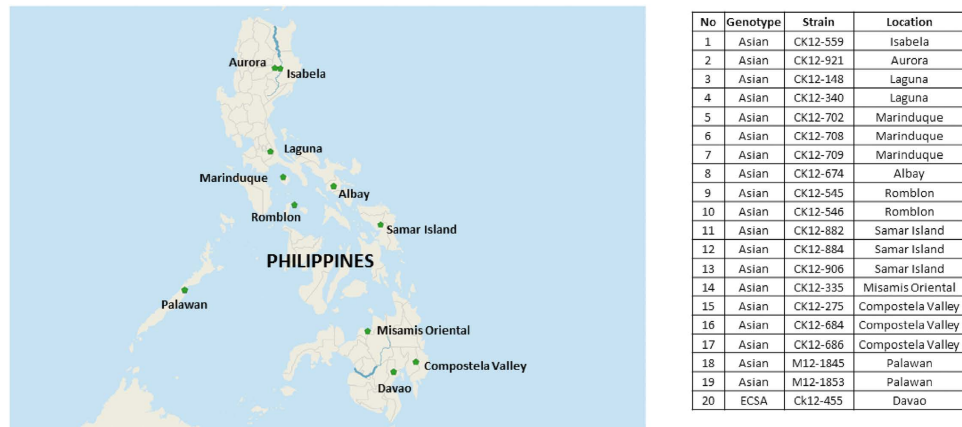 Aurora
Isabela
Laguna
Marinduque
Albay
Romblon
Samar Island
PHILIPPINES
Palawan
Misamis Oriental
Compostela Valley
Davao
No Genotype Strain Location
1 Asian CK12-559 Isabela
2 Asian CK12-921 Aurora
3 Asian CK12-148 Laguna
4 Asian CK12-340 Laguna
5 Asian CK12-702 Marinduque
6 Asian CK12-708 Marinduque
7 Asian CK12-709 Marinduque
8 Asian CK12-674 Albay
9 Asian CK12-545 Romblon
10 Asian CK12-546 Romblon
11 Asian CK12-882 Samar Island
12 Asian CK12-884 Samar Island
13 Asian CK12-906 Samar Island
14 Asian CK12-335 Misamis Oriental
15 Asian CK12-275 Compostela Valley
16 Asian CK12-684 Compostela Valley
17 Asian CK12-686 Compostela Valley
18 Asian M12-1845 Palawan
19 Asian M12-1853 Palawan
20 ECSA Ck12-455 Davao